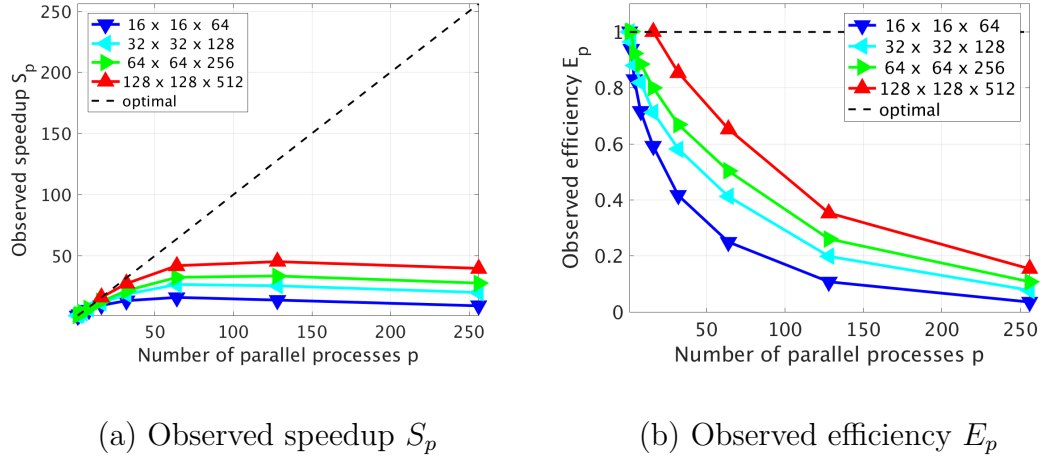 250
200
150
100
50
50
100
150
200
250
Observed speedup S_p
Number of parallel processes p
16 x 16 x 64
32 x 32 x 128
64 x 64 x 256
128 x 128 x 512
optimal
1
0.8
0.6
0.4
0.2
0
50
100
150
200
250
Observed efficiency E_p
Number of parallel processes p
16 x 16 x 64
32 x 32 x 128
64 x 64 x 256
128 x 128 x 512
optimal
(a) Observed speedup S_p
(b) Observed efficiency E_p